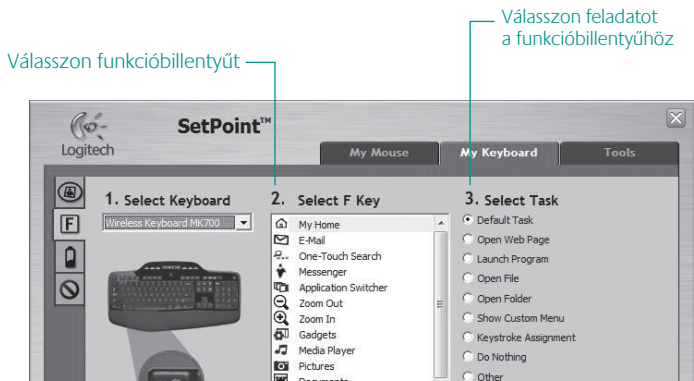 Válasszon feladatot
a funkcióbillentyűhöz
Válasszon funkcióbillentyűt
Logitech
SetPoint™
My Mouse
My Keyboard
Tools
1. Select Keyboard
Wireless Keyboard MK700
2. Select F Key
My Home
E-Mail
One-Touch Search
Messenger
Application Switcher
Zoom Out
Zoom In
Gadgets
Media Player
Pictures
Documents
3. Select Task
Default Task
Open Web Page
Launch Program
Open File
Open Folder
Show Custom Menu
Keystroke Assignment
Do Nothing
Other
F